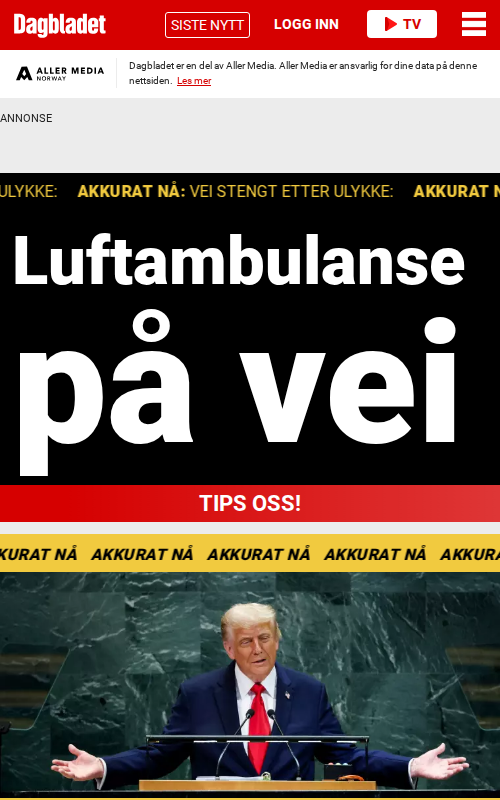 Dagbladet
SISTE NYTT
LOGG INN
TV
ALLER MEDIA
NORWAY
Dagbladet er en del av Aller Media. Aller Media er ansvarlig for dine data på denne
nettsiden. Les mer
ANNONSE
ULYKKE: AKKURAT NÅ: VEI STENGT ETTER ULYKKE: AKKURAT N
Luftambulanse
på vei
TIPS OSS!
KURAT NÅ AKKURAT NÅ AKKURAT NÅ AKKURAT NÅ AKKURA